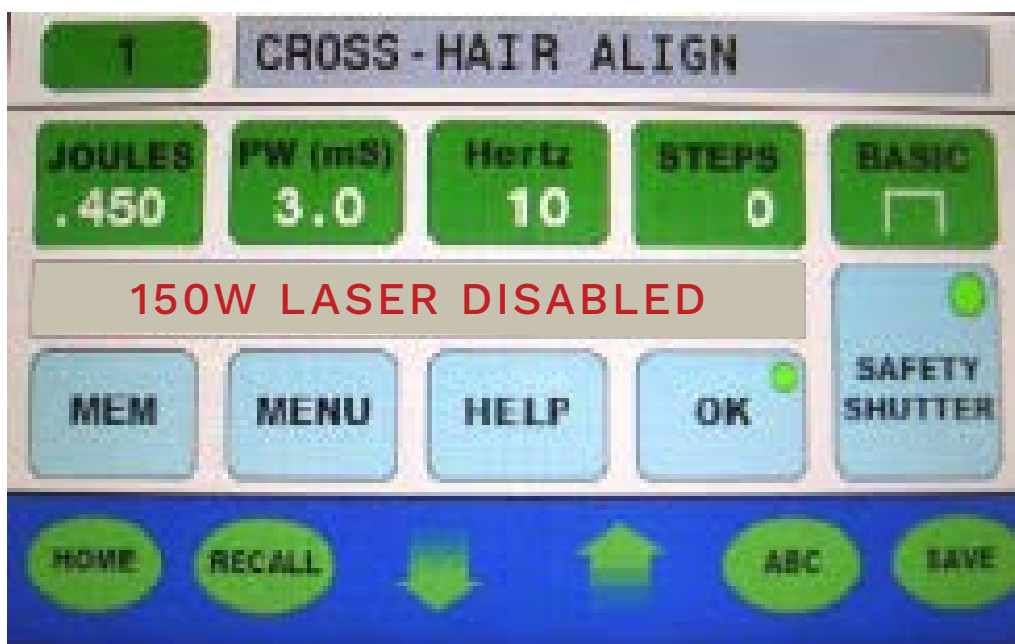 1 CROSS-HAIR ALIGN
JOULES PW (mS) Hertz STEPS BASIC
.450 3.0 10 0
150W LASER DISABLED
MEM MENU HELP OK SAFETY SHUTTER
HOME RECALL ABC SAVE